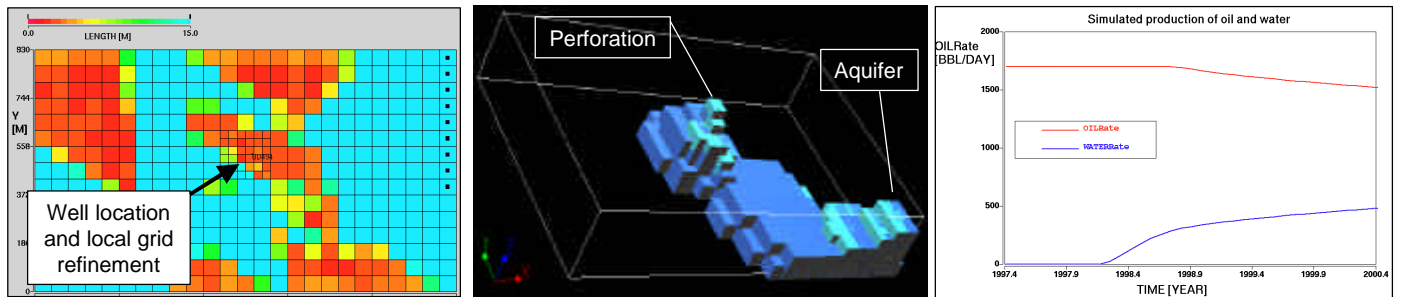 0.0 15.0
LENGTH [M]
930
744
Y
[M]
558
Well location
and local grid
refinement
0
Perforation
Aquifer
Simulated production of oil and water
2000
OILRate
[BBL/DAY]
1500
1000
OILRate
WATERRate
500
0
1997.4 1997.9 1998.4 1998.9 1999.4 1999.9 2000.4
TIME [YEAR]